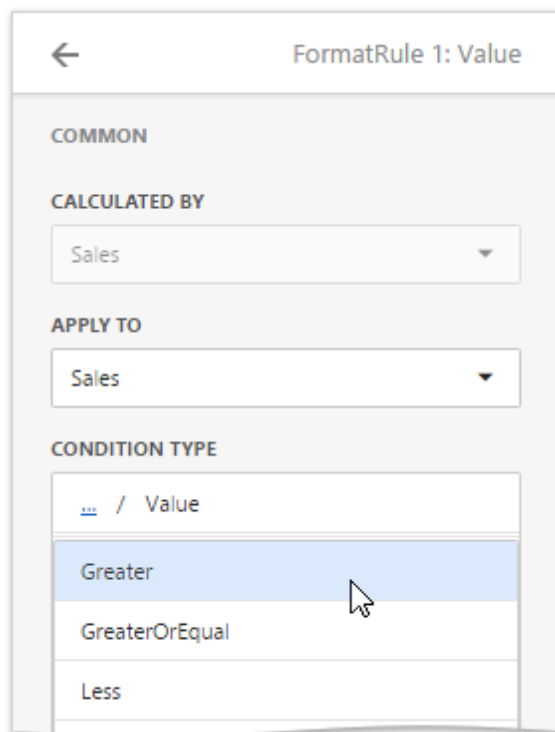 FormatRule 1: Value
COMMON
CALCULATED BY
Sales
APPLY TO
Sales
CONDITION TYPE
... / Value
Greater
GreaterOrEqual
Less